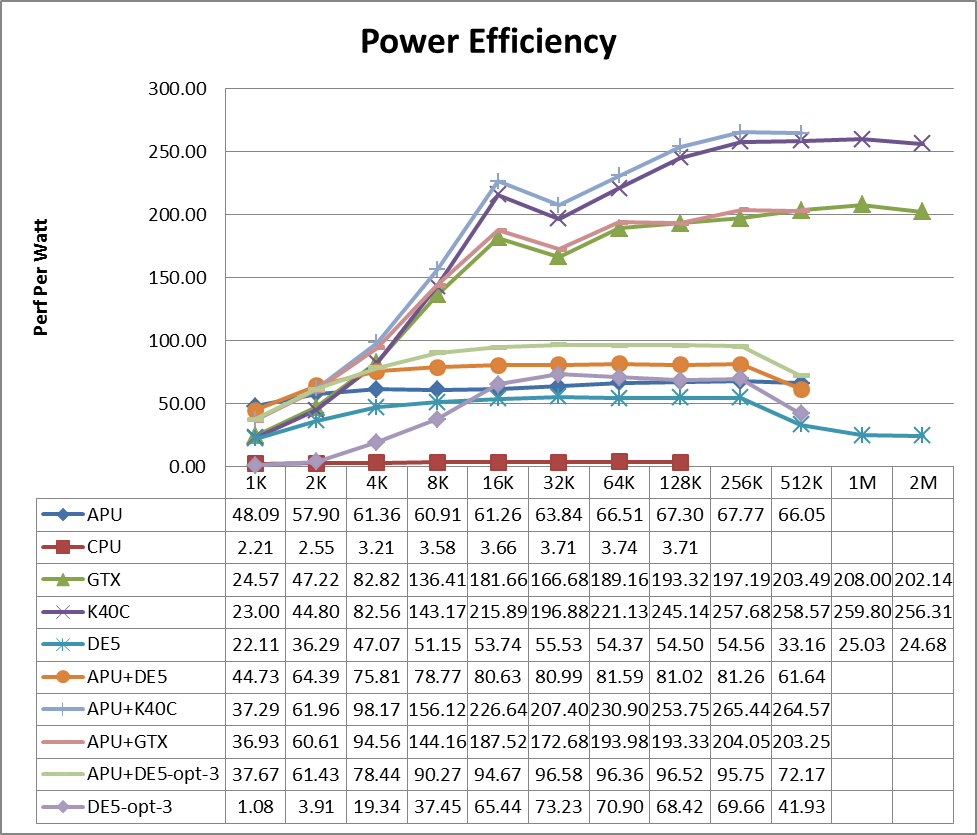 Power Efficiency
300.00
250.00
200.00
150.00
100.00
50.00
0.00
Perf Per Watt
1K 2K 4K 8K 16K 32K 64K 128K 256K 512K 1M 2M
APU 48.09 57.90 61.36 60.91 61.26 63.84 66.51 67.30 67.77 66.05
CPU 2.21 2.55 3.21 3.58 3.66 3.71 3.74 3.71
GTX 24.57 47.22 82.82 136.41 181.66 166.68 189.16 193.32 197.19 203.49 208.00 202.14
K40C 23.00 44.80 82.56 143.17 215.89 196.88 221.13 245.14 257.68 258.57 259.80 256.31
DE5 22.11 36.29 47.07 51.15 53.74 55.53 54.37 54.50 54.56 33.16 25.03 24.68
APU+DE5 44.73 64.39 75.81 78.77 80.63 80.99 81.59 81.02 81.26 61.64
APU+K40C 37.29 61.96 98.17 156.12 226.64 207.40 230.90 253.75 265.44 264.57
APU+GTX 36.93 60.61 94.56 144.16 187.52 172.68 193.98 193.33 204.05 203.25
APU+DE5-opt-3 37.67 61.43 78.44 90.27 94.67 96.58 96.36 96.52 95.75 72.17
DE5-opt-3 1.08 3.91 19.34 37.45 65.44 73.23 70.90 68.42 69.66 41.93